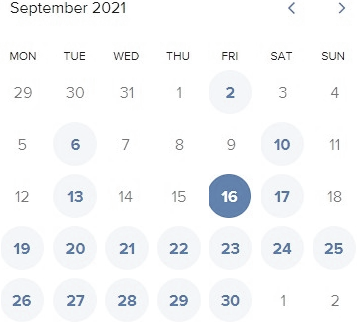 September 2021
MON TUE WED THU FRI SAT SUN
29 30 31 1 2 3 4
5 6 7 8 9 10 11
12 13 14 15 16 17 18
19 20 21 22 23 24 25
26 27 28 29 30 1 2